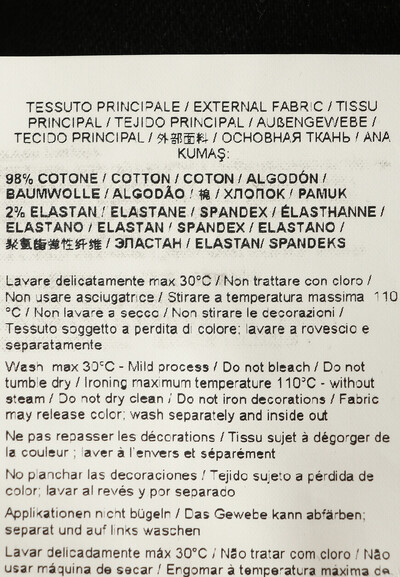 TESSUTO PRINCIPALE / EXTERNAL FABRIC / TISSU
PRINCIPAL / TEJIDO PRINCIPAL / AUßENGEWEBE /
TECIDO PRINCIPAL / 外部面料 / ОСНОВНАЯ ТКАНЬ / ANA
KUMAŞ:
98% COTONE / COTTON / COTON / ALGODÓN /
BAUMWOLLE / ALGODÃO / 棉 / ХЛОПОК / PAMUK
2% ELASTAN / ELASTANE / SPANDEX / ÉLASTHANNE /
ELASTANO / ELASTAN / SPANDEX / ELASTANO /
聚氨酯弹性纤维 / ЭЛАСТАН / ELASTAN/ SPANDEKS
Lavare delicatamente max 30°C / Non trattare con cloro /
Non usare asciugatrice / Stirare a temperatura massima 110
°C / Non lavare a secco / Non stirare le decorazioni /
Tessuto soggetto a perdita di colore; lavare a rovescio e
separatamente
Wash max 30°C - Mild process / Do not bleach / Do not
tumble dry / Ironing maximum temperature 110°C - without
steam / Do not dry clean / Do not iron decorations / Fabric
may release color; wash separately and inside out
Ne pas repasser les décorations / Tissu sujet à dégorger de
la couleur ; laver à l'envers et séparément
No planchar las decoraciones / Tejido sujeto a pérdida de
color; lavar al revés y por separado
Applikationen nicht bügeln / Das Gewebe kann abfärben;
separat und auf links waschen
Lavar delicadamente máx 30°C / Não tratar com cloro / Não
usar máquina de secar / Engomar à temperatura máxima de